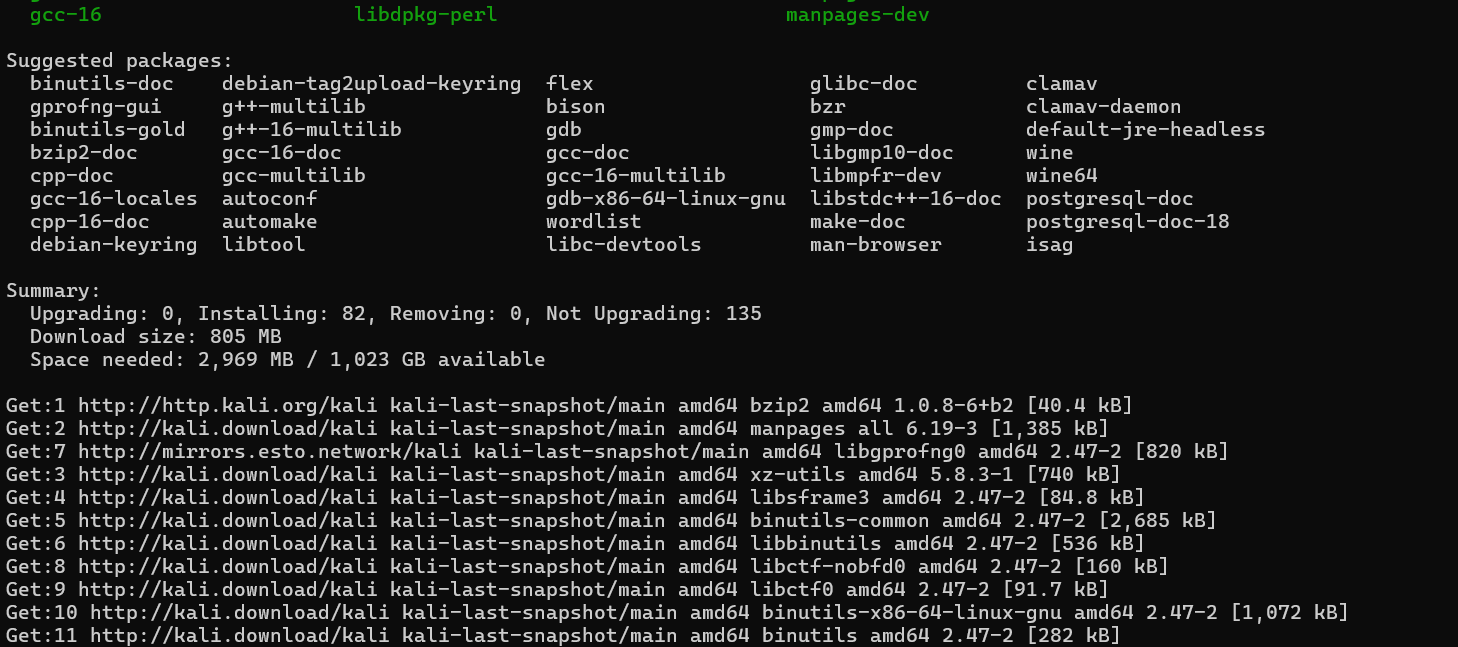 gcc-16 libdpkg-perl manpages-dev
Suggested packages:
binutils-doc debian-tag2upload-keyring flex glibc-doc clamav
gprofng-gui g++-multilib bison bzr clamav-daemon
binutils-gold g++-16-multilib gdb gmp-doc default-jre-headless
bzip2-doc gcc-16-doc gcc-doc libgmp10-doc wine
cpp-doc gcc-multilib gcc-16-multilib libmpfr-dev wine64
gcc-16-locales autoconf gdb-x86-64-linux-gnu libstdc++-16-doc postgresql-doc
cpp-16-doc automake wordlist make-doc postgresql-doc-18
debian-keyring libtool libc-devtools man-browser isag
Summary:
Upgrading: 0, Installing: 82, Removing: 0, Not Upgrading: 135
Download size: 805 MB
Space needed: 2,969 MB / 1,023 GB available
Get:1 http://http.kali.org/kali kali-last-snapshot/main amd64 bzip2 amd64 1.0.8-6+b2 [40.4 kB]
Get:2 http://kali.download/kali kali-last-snapshot/main amd64 manpages all 6.19-3 [1,385 kB]
Get:7 http://mirrors.esto.network/kali kali-last-snapshot/main amd64 libgprofng0 amd64 2.47-2 [820 kB]
Get:3 http://kali.download/kali kali-last-snapshot/main amd64 xz-utils amd64 5.8.3-1 [740 kB]
Get:4 http://kali.download/kali kali-last-snapshot/main amd64 libsframe3 amd64 2.47-2 [84.8 kB]
Get:5 http://kali.download/kali kali-last-snapshot/main amd64 binutils-common amd64 2.47-2 [2,685 kB]
Get:6 http://kali.download/kali kali-last-snapshot/main amd64 libbinutils amd64 2.47-2 [536 kB]
Get:8 http://kali.download/kali kali-last-snapshot/main amd64 libctf-nobfd0 amd64 2.47-2 [160 kB]
Get:9 http://kali.download/kali kali-last-snapshot/main amd64 libctf0 amd64 2.47-2 [91.7 kB]
Get:10 http://kali.download/kali kali-last-snapshot/main amd64 binutils-x86-64-linux-gnu amd64 2.47-2 [1,072 kB]
Get:11 http://kali.download/kali kali-last-snapshot/main amd64 binutils amd64 2.47-2 [282 kB]